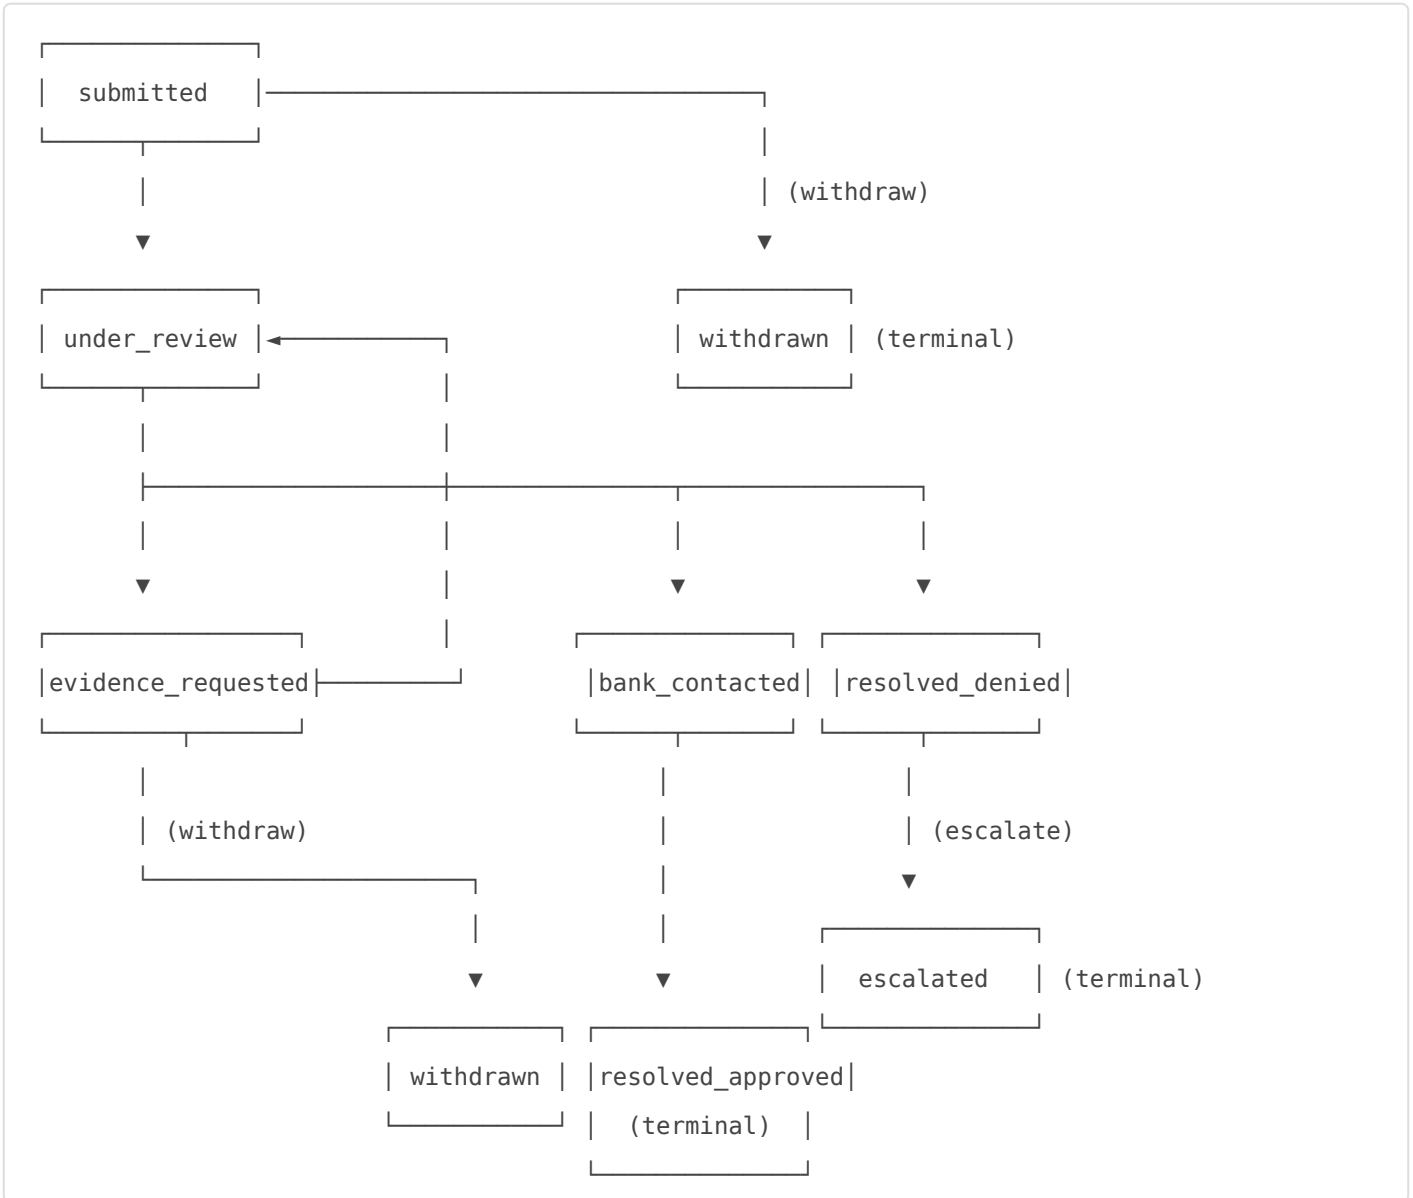 submitted
(withdraw)
under_review
withdrawn (terminal)
evidence_requested
bank_contacted
resolved_denied
(withdraw)
(escalate)
escalated (terminal)
withdrawn
resolved_approved
(terminal)